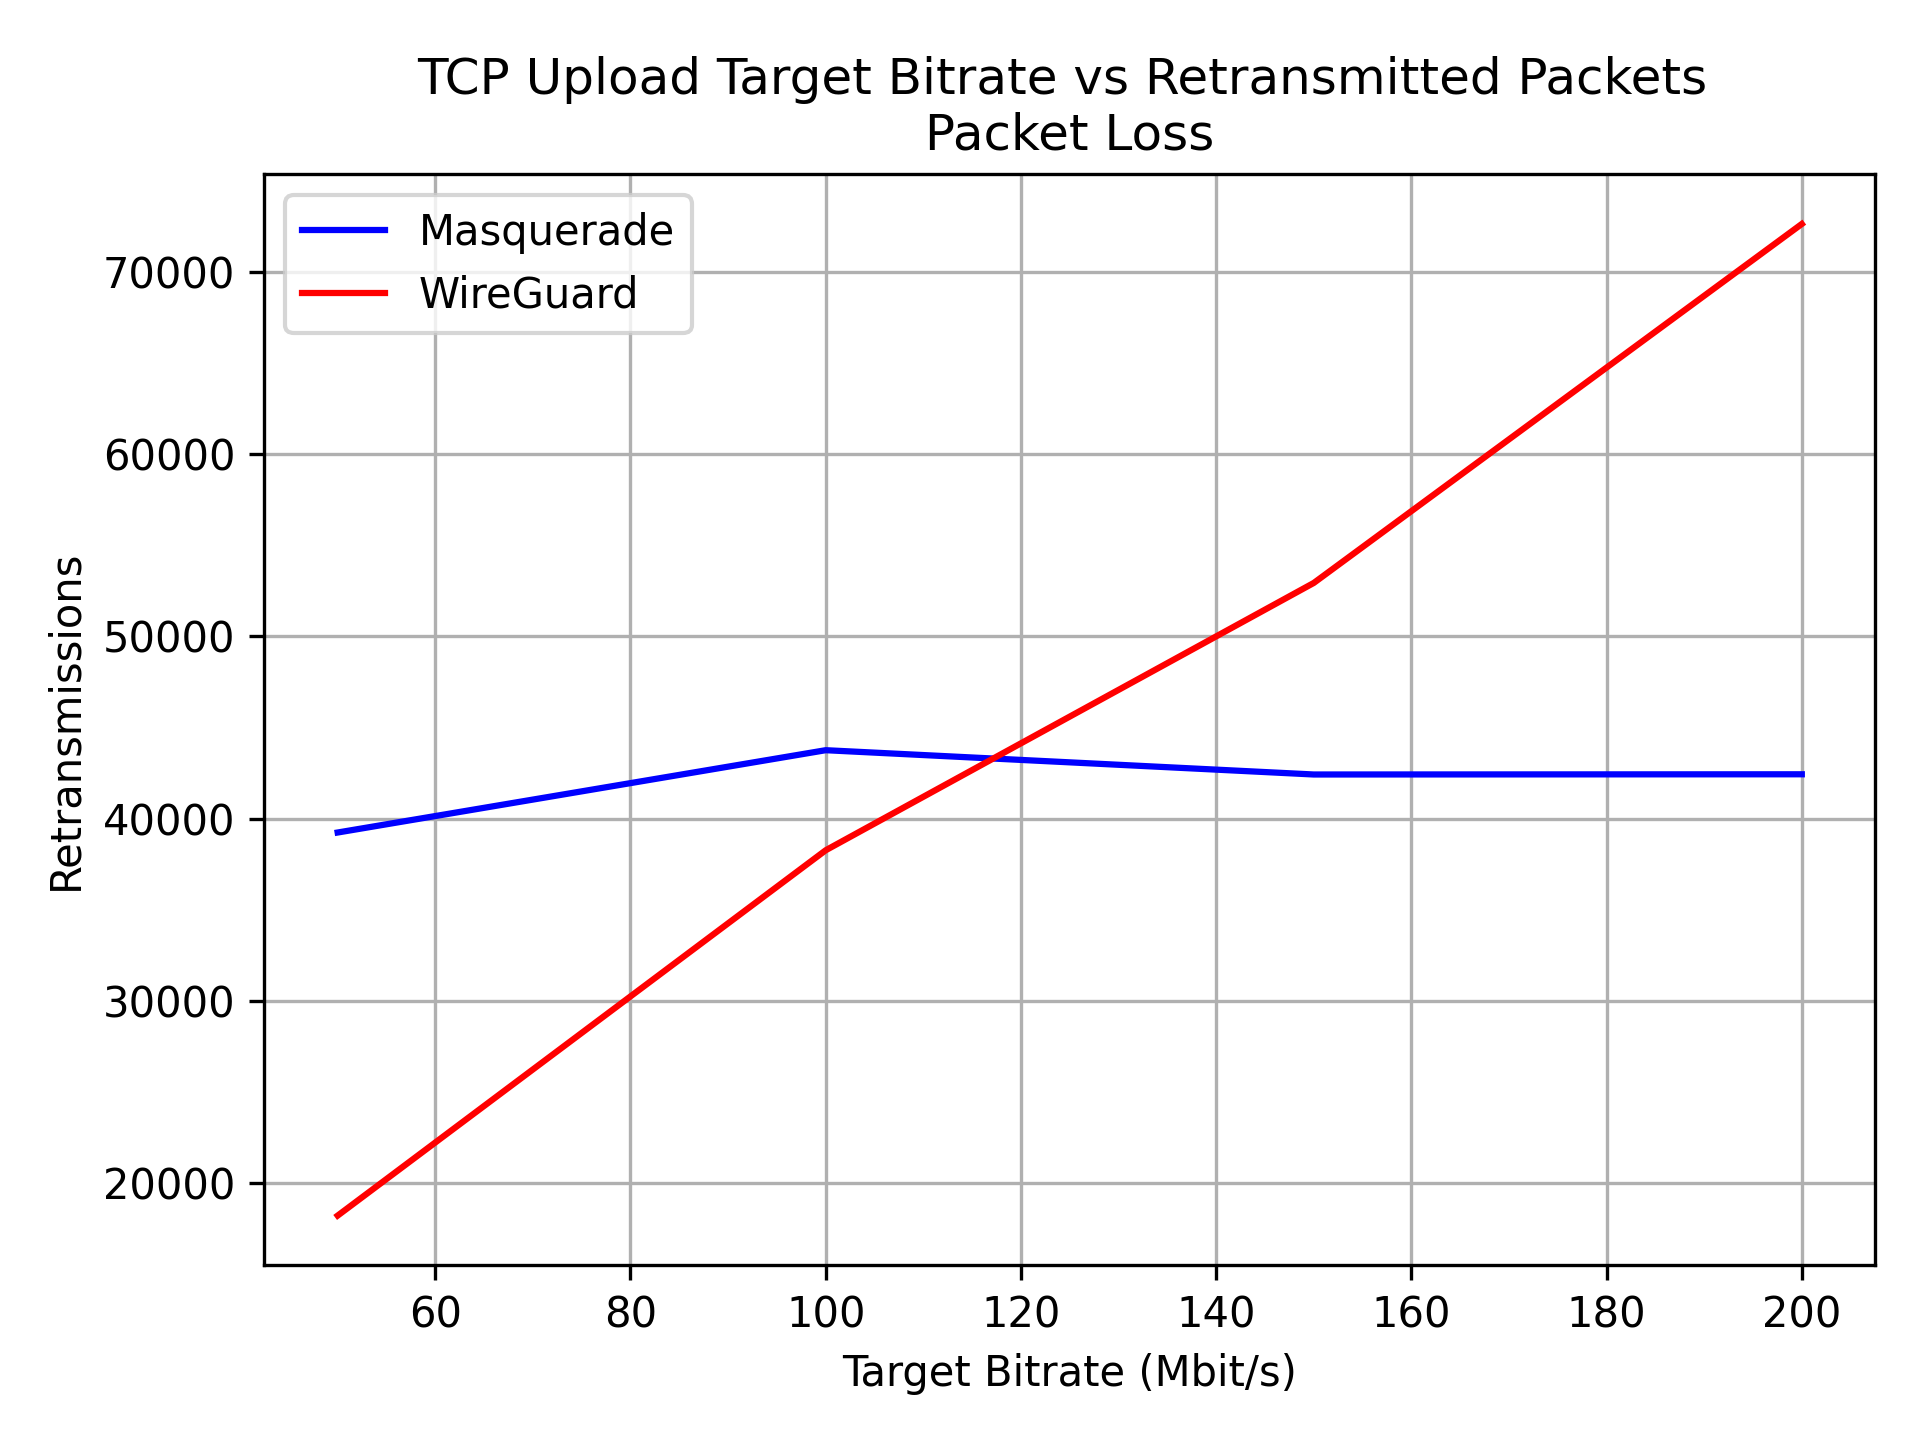 TCP Upload Target Bitrate vs Retransmitted Packets
Packet Loss
Masquerade
WireGuard
70000
60000
50000
40000
30000
20000
Retransmissions
60 80 100 120 140 160 180 200
Target Bitrate (Mbit/s)